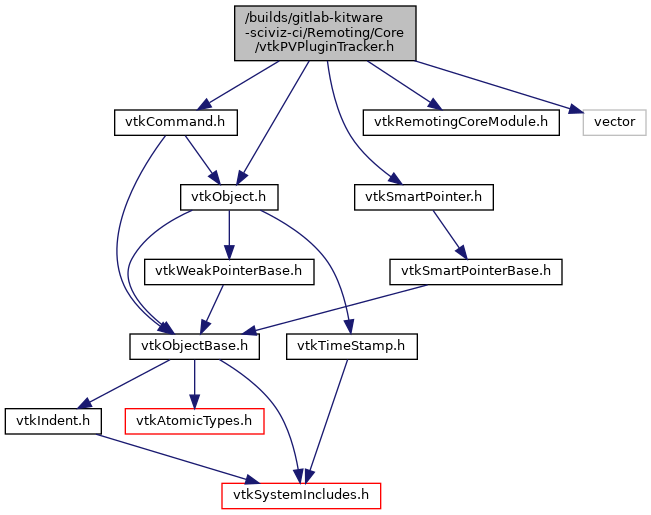 /builds/gitlab-kitware
-sciviz-ci/Remoting/Core
/vtkPVPluginTracker.h
vtkCommand.h
vtkRemotingCoreModule.h
vector
vtkObject.h
vtkSmartPointer.h
vtkWeakPointerBase.h
vtkSmartPointerBase.h
vtkObjectBase.h
vtkTimeStamp.h
vtkIndent.h
vtkAtomicTypes.h
vtkSystemIncludes.h